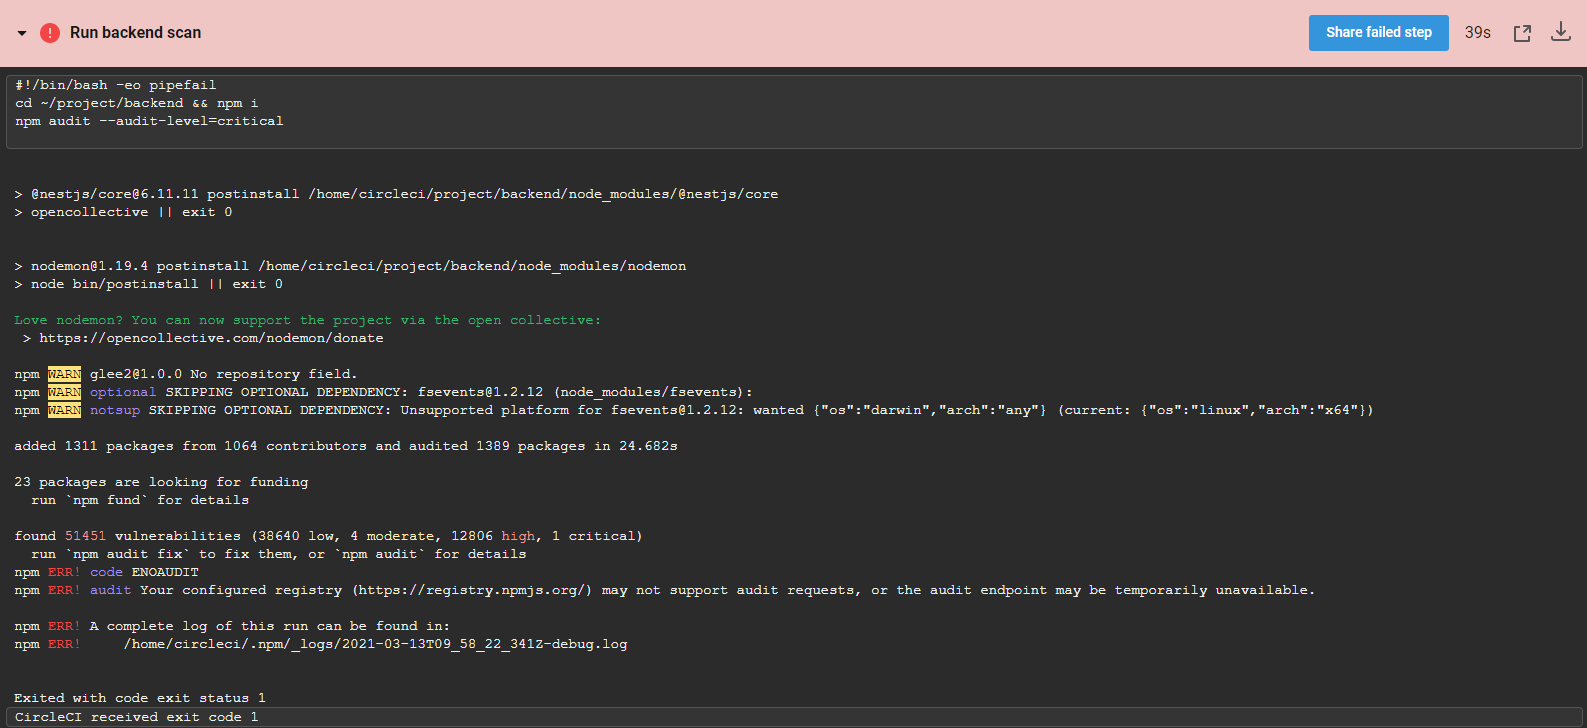 Run backend scan
Share failed step
39s
#!/bin/bash -eo pipefail
cd ~/project/backend && npm i
npm audit --audit-level=critical
> @nestjs/core@6.11.11 postinstall /home/circleci/project/backend/node_modules/@nestjs/core
> opencollective || exit 0
> nodemon@1.19.4 postinstall /home/circleci/project/backend/node_modules/nodemon
> node bin/postinstall || exit 0
Love nodemon? You can now support the project via the open collective:
> https://opencollective.com/nodemon/donate
npm WARN glee2@1.0.0 No repository field.
npm WARN optional SKIPPING OPTIONAL DEPENDENCY: fsevents@1.2.12 (node_modules/fsevents):
npm WARN notsup SKIPPING OPTIONAL DEPENDENCY: Unsupported platform for fsevents@1.2.12: wanted {"os":"darwin","arch":"any"} (current: {"os":"linux","arch":"x64"})
added 1311 packages from 1064 contributors and audited 1389 packages in 24.682s
23 packages are looking for funding
run `npm fund` for details
found 51451 vulnerabilities (38640 low, 4 moderate, 12806 high, 1 critical)
run `npm audit fix` to fix them, or `npm audit` for details
npm ERR! code ENOAUDIT
npm ERR! audit Your configured registry (https://registry.npmjs.org/) may not support audit requests, or the audit endpoint may be temporarily unavailable.
npm ERR! A complete log of this run can be found in:
npm ERR! /home/circleci/.npm/_logs/2021-03-13T09_58_22_341Z-debug.log
Exited with code exit status 1
CircleCI received exit code 1